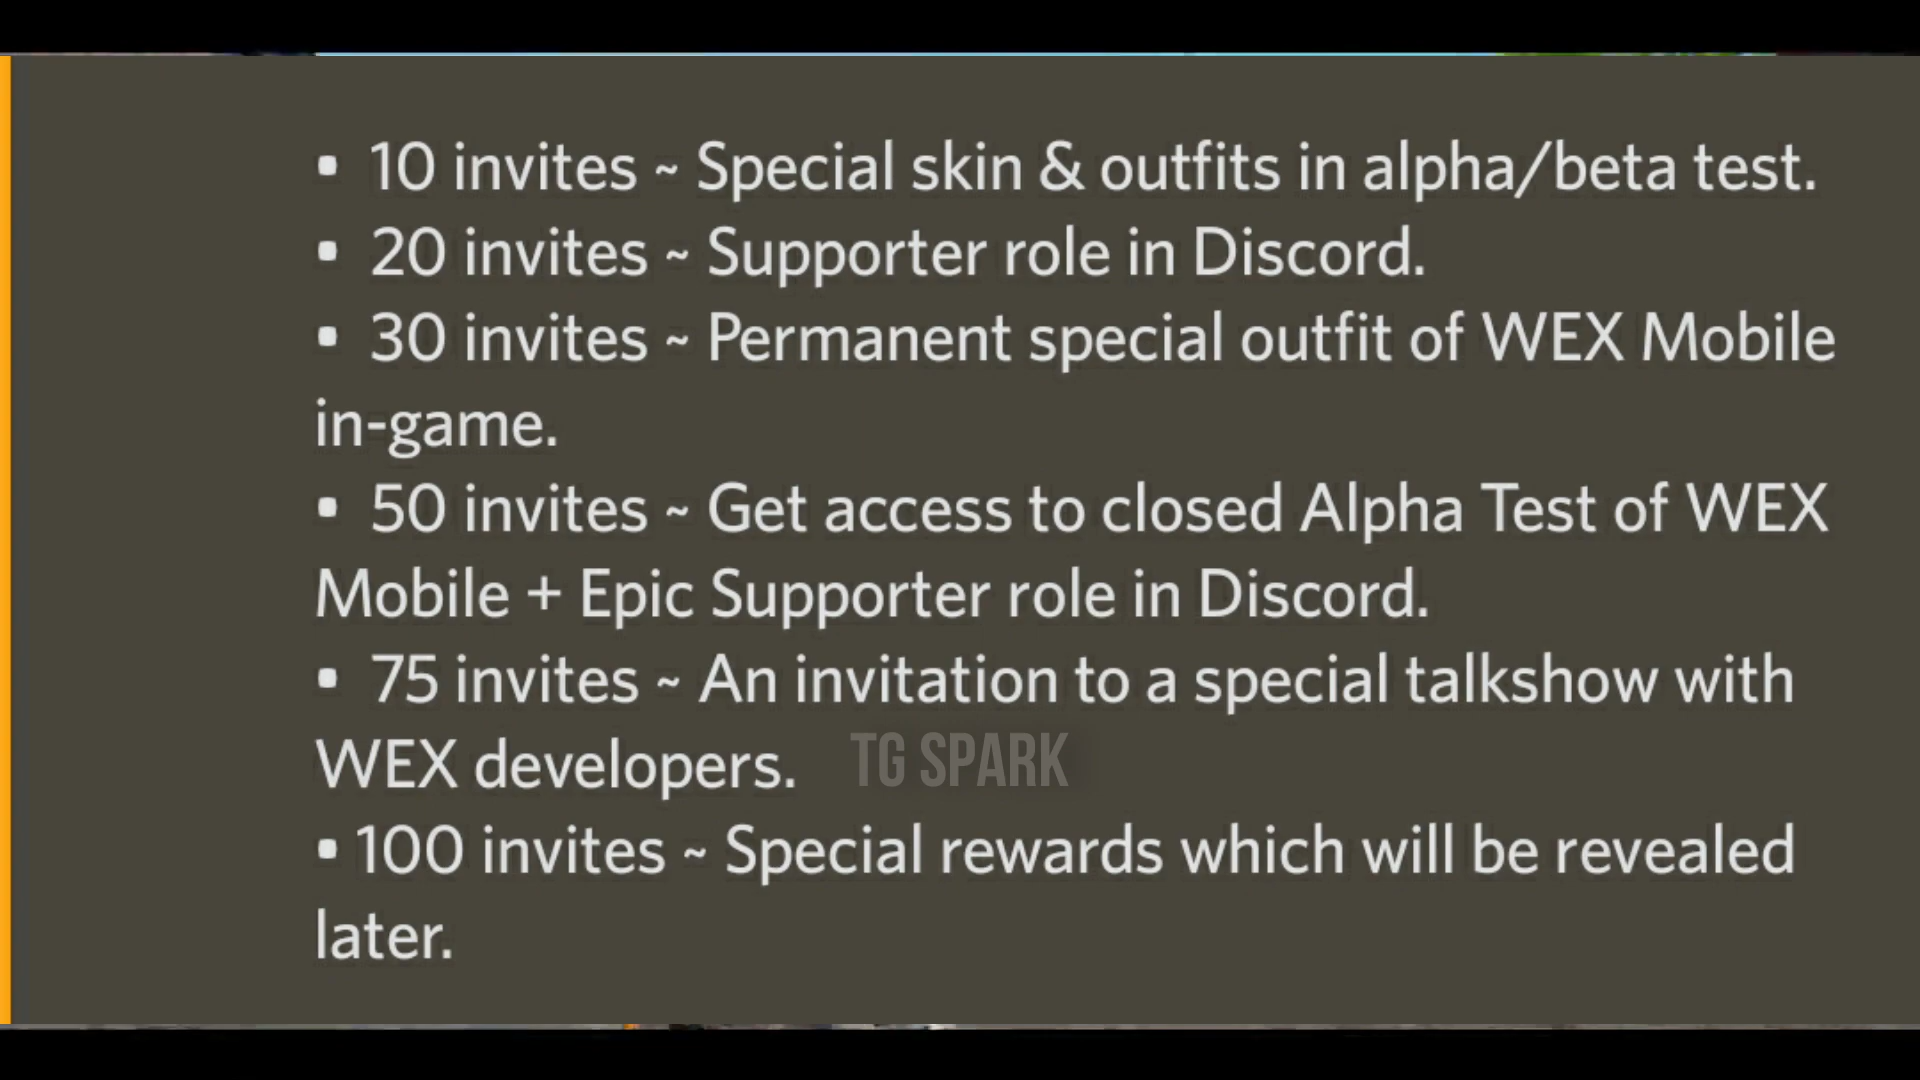 ▪ 10 invites ~ Special skin & outfits in alpha/beta test.
▪ 20 invites ~ Supporter role in Discord.
▪ 30 invites ~ Permanent special outfit of WEX Mobile
in-game.
▪ 50 invites ~ Get access to closed Alpha Test of WEX
Mobile + Epic Supporter role in Discord.
▪ 75 invites ~ An invitation to a special talkshow with
WEX developers.
TG SPARK
▪ 100 invites ~ Special rewards which will be revealed
later.